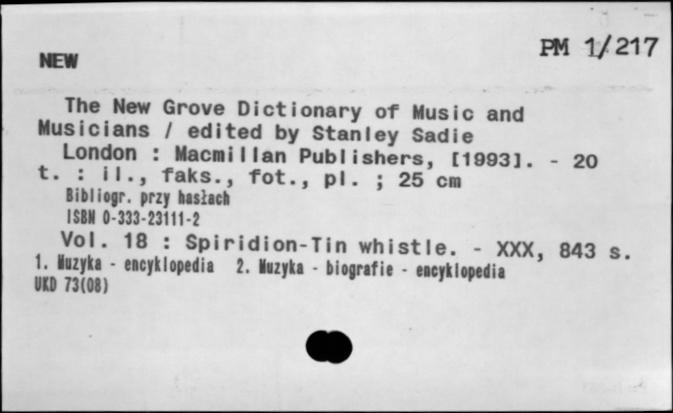 PM 1/217
NEW
The New Grove Dictionary of Music and
Musicians / edited by Stanley Sadie
London : Macmillan Publishers, [1993]. - 20
t. : il., faks., fot., pl. ; 25 cm
Bibliogr. przy hasłach
ISBN 0-333-23111-2
Vol. 18 : Spiridion-Tin whistle. - XXX, 843 s.
1. Muzyka - encyklopedia 2. Muzyka - biografie - encyklopedia
UKD 73(08)